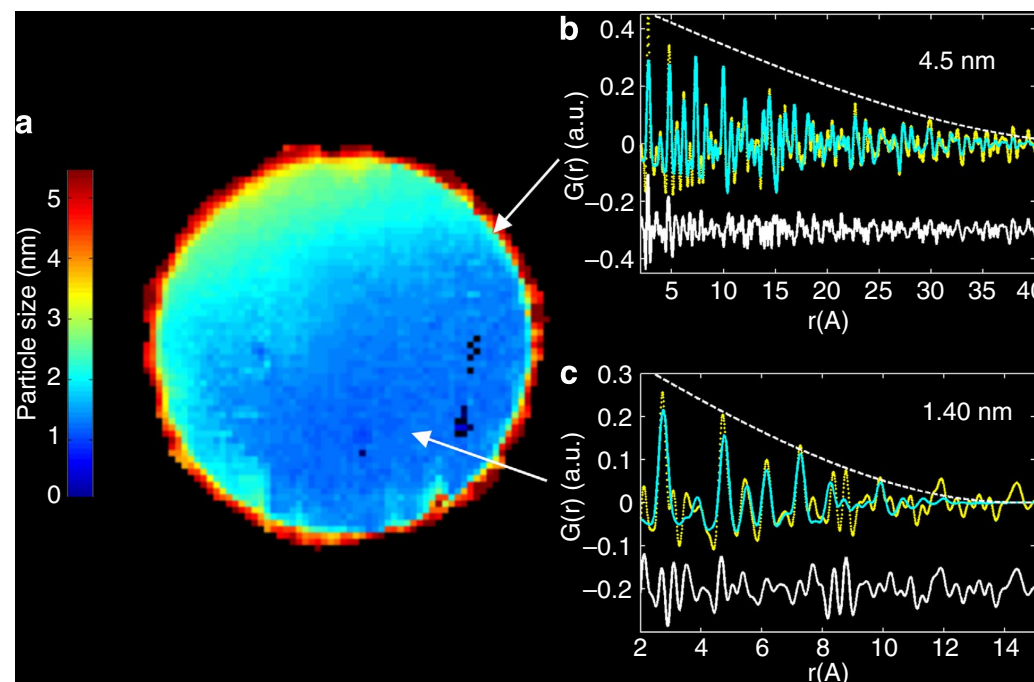 a
Particle size (nm)
5
4
3
2
1
0
b
4.5 nm
G(r) (a.u.)
0.4
0.2
0
–0.2
–0.4
5 10 15 20 25 30 35 40
r(A)
c
1.40 nm
G(r) (a.u.)
0.3
0.2
0.1
0
–0.1
–0.2
2 4 6 8 10 12 14
r(A)